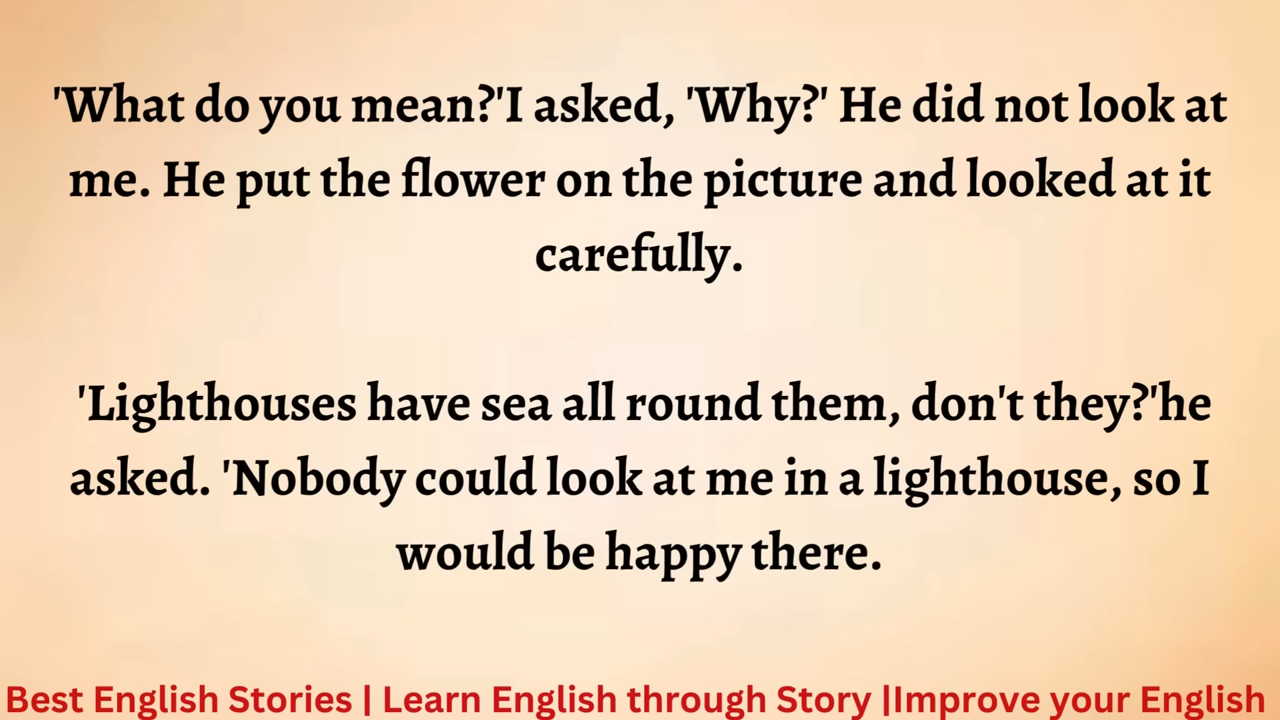 'What do you mean?'I asked, 'Why?' He did not look at
me. He put the flower on the picture and looked at it
carefully.
'Lighthouses have sea all round them, don't they?'he
asked. 'Nobody could look at me in a lighthouse, so I
would be happy there.
Best English Stories | Learn English through Story |Improve your English